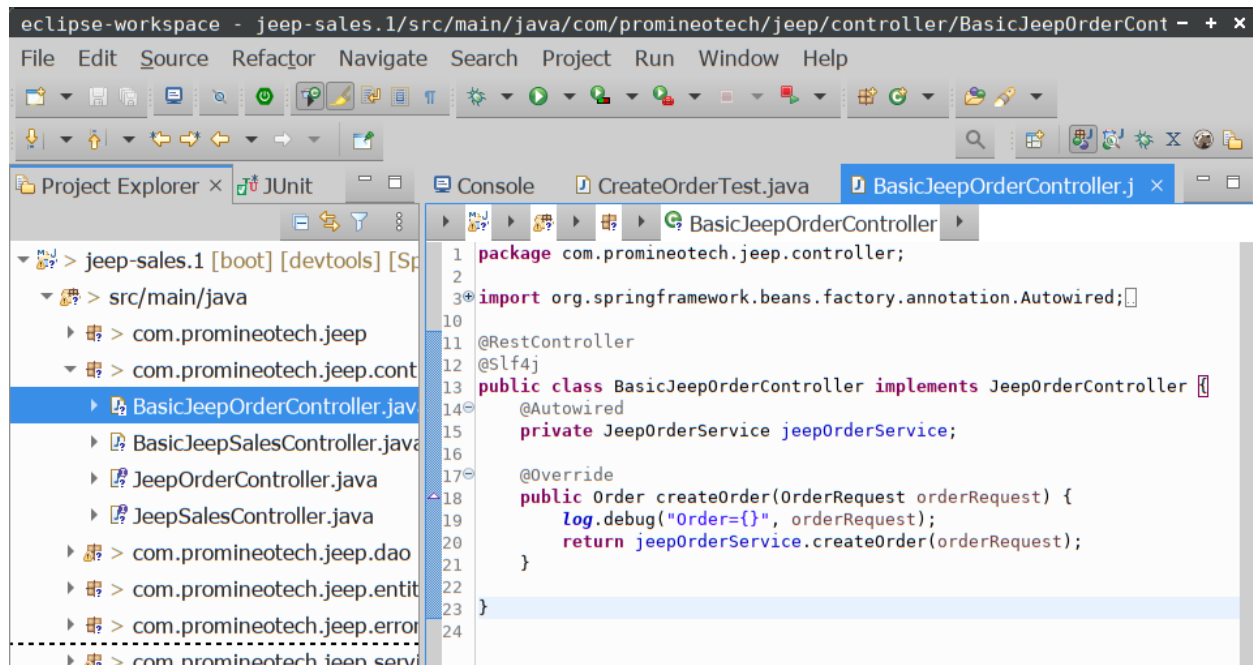 eclipse-workspace - jeep-sales.1/src/main/java/com/promineotech/jeep/controller/BasicJeepOrderCont
File Edit Source Refactor Navigate Search Project Run Window Help
Project Explorer JUnit Console CreateOrderTest.java BasicJeepOrderController.j
BasicJeepOrderController
> jeep-sales.1 [boot] [devtools] [Sp
> src/main/java
> com.promineotech.jeep
> com.promineotech.jeep.cont
BasicJeepOrderController.jav
BasicJeepSalesController.java
JeepOrderController.java
JeepSalesController.java
> com.promineotech.jeep.dao
> com.promineotech.jeep.entit
> com.promineotech.jeep.error
> com.promineotech.jeep.servi
1 package com.promineotech.jeep.controller;
2
3 import org.springframework.beans.factory.annotation.Autowired;
10
11 @RestController
12 @Slf4j
13 public class BasicJeepOrderController implements JeepOrderController {
14 @Autowired
15 private JeepOrderService jeepOrderService;
16
17 @Override
18 public Order createOrder(OrderRequest orderRequest) {
19 log.debug("Order={}", orderRequest);
20 return jeepOrderService.createOrder(orderRequest);
21 }
22
23 }
24